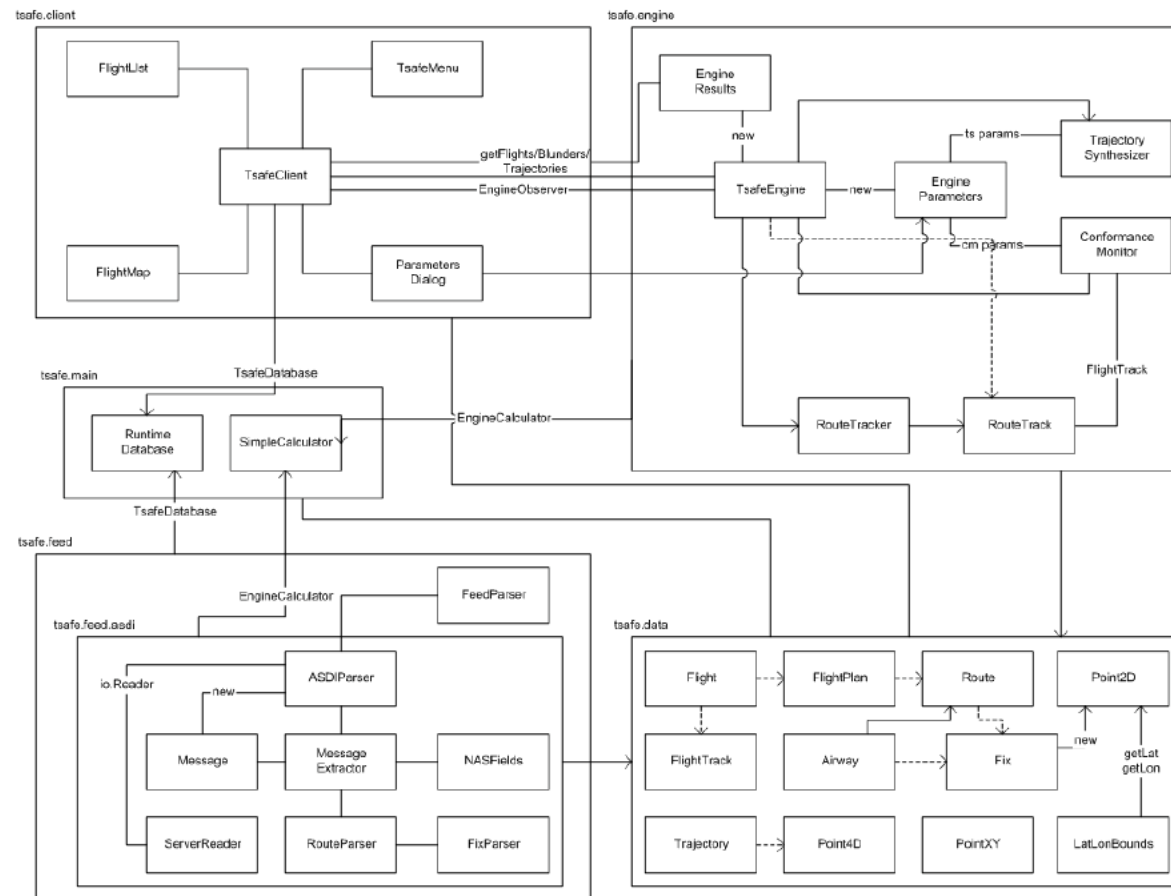 tsafe.client
tsafe.engine
FlightList
TsafeMenu
Engine
Results
new
ts params
Trajectory
Synthesizer
getFlights/Blunders/
Trajectories
TsafeClient
EngineObserver
TsafeEngine
new
Engine
Parameters
FlightMap
Parameters
Dialog
cm params
Conformance
Monitor
TsafeDatabase
FlightTrack
tsafe.main
EngineCalculator
Runtime
Database
SimpleCalculator
RouteTracker
RouteTrack
TsafeDatabase
tsafe.feed
EngineCalculator
FeedParser
tsafe.feed.asdi
tsafe.data
io.Reader
ASDIParser
new
Flight
FlightPlan
Route
Point2D
Message
Message
Extractor
NASFields
FlightTrack
Airway
Fix
new
getLat
getLon
ServerReader
RouteParser
FixParser
Trajectory
Point4D
PointXY
LatLonBounds